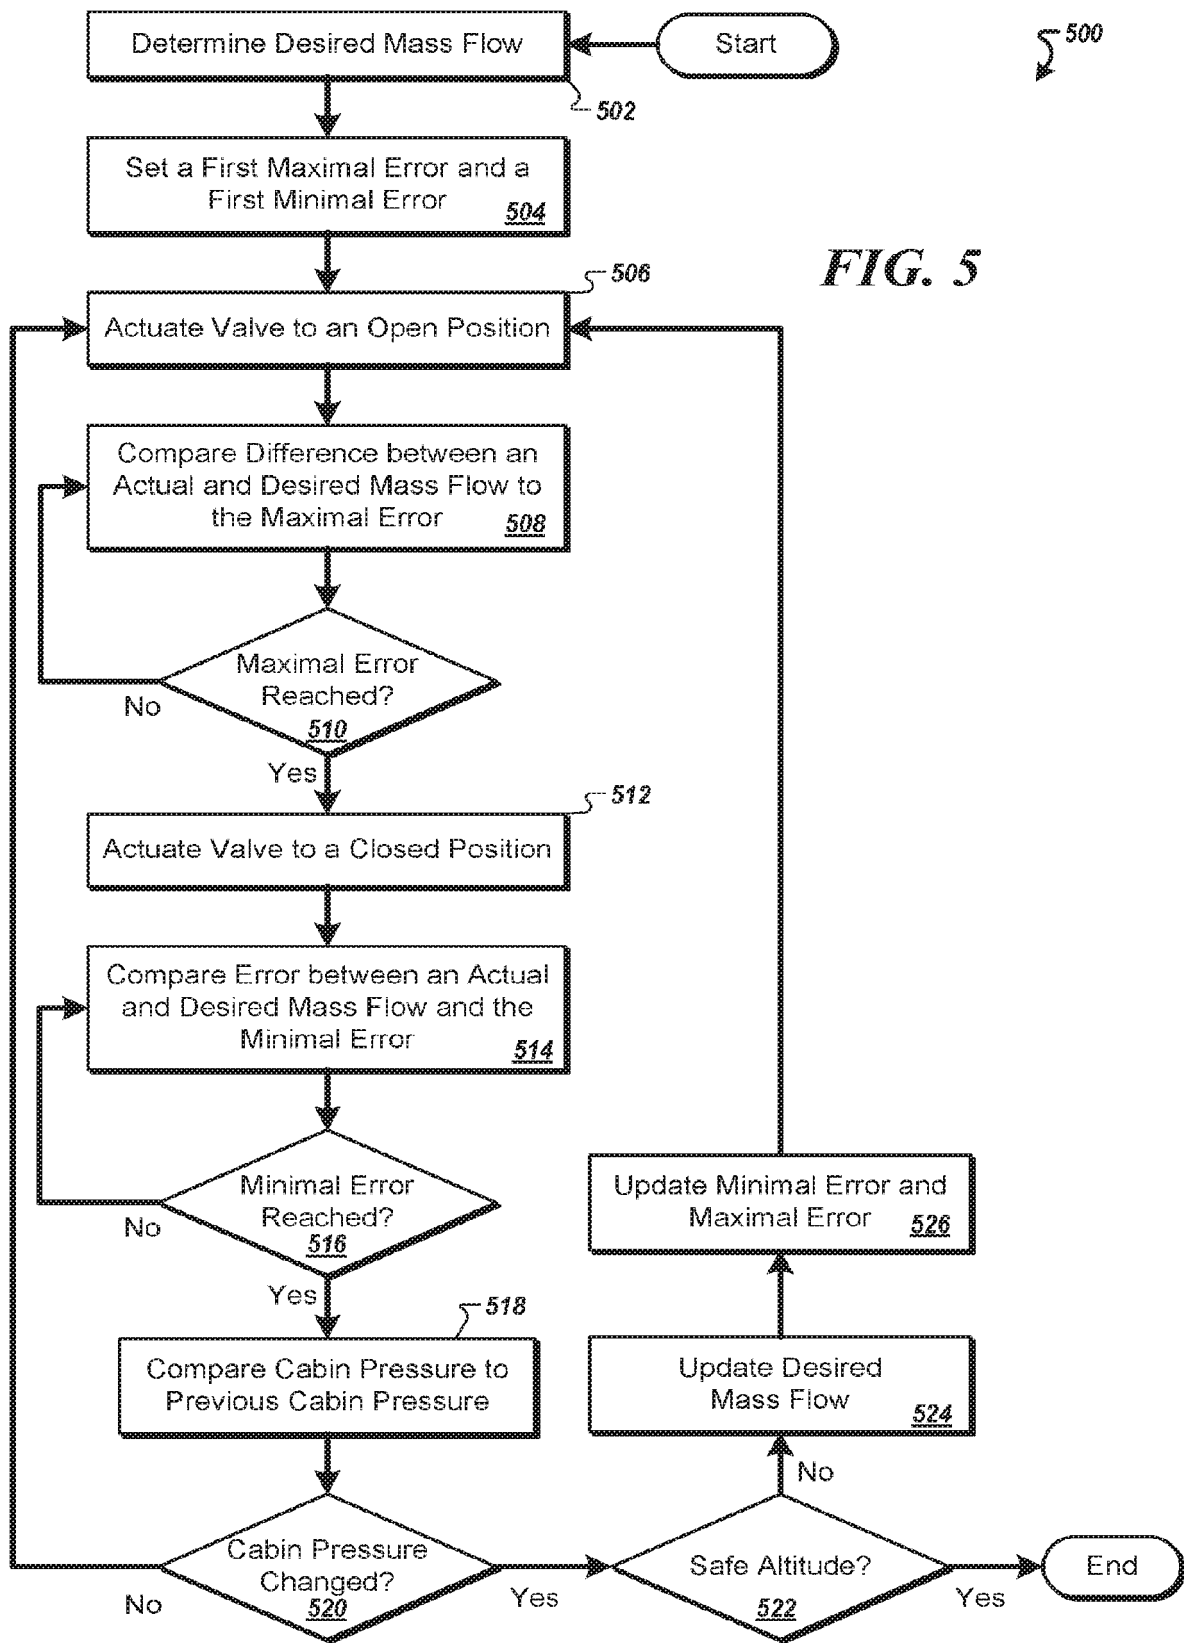 Determine Desired Mass Flow
Start
500
502
Set a First Maximal Error and a
First Minimal Error
504
FIG. 5
506
Actuate Valve to an Open Position
Compare Difference between an
Actual and Desired Mass Flow to
the Maximal Error
508
Maximal Error
Reached?
510
No
Yes
512
Actuate Valve to a Closed Position
Compare Error between an Actual
and Desired Mass Flow and the
Minimal Error
514
Minimal Error
Reached?
516
No
Yes
518
Compare Cabin Pressure to
Previous Cabin Pressure
Cabin Pressure
Changed?
520
No
Yes
Safe Altitude?
522
No
Yes
End
Update Desired
Mass Flow
524
Update Minimal Error and
Maximal Error
526